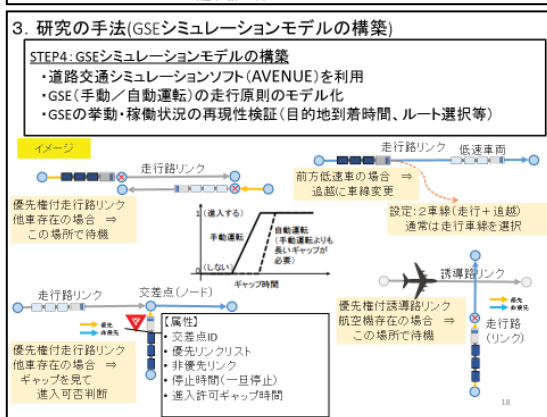 3. 研究の手法(GSEシミュレーションモデルの構築)
STEP4:GSEシミュレーションモデルの構築
・道路交通シミュレーションソフト(AVENUE)を利用
・GSE(手動/自動運転)の走行原則のモデル化
・GSEの挙動・稼働状況の再現性検証(目的地到着時間、ルート選択等)
イメージ
走行路リンク
優先権付走行路リンク
他車存在の場合 ⇒
この場所で待機
走行路リンク
低速車両
前方低速車の場合 ⇒
追越に車線変更
設定:2車線(走行+追越)
通常は走行車線を選択
1
(進入する)
手動運転
自動運転
(手動運転よりも
長いギャップが
必要)
0
(しない)
ギャップ時間
走行路リンク
交差点(ノード)
優先
非優先
優先権付走行路リンク
他車存在の場合 ⇒
ギャップを見て
進入可否判断
【属性】
・交差点ID
・優先リンクリスト
・非優先リンク
・停止時間(一旦停止)
・進入許可ギャップ時間
誘導路リンク
優先権付誘導路リンク
航空機存在の場合 ⇒
この場所で待機
優先
非優先
走行路
(リンク)
18